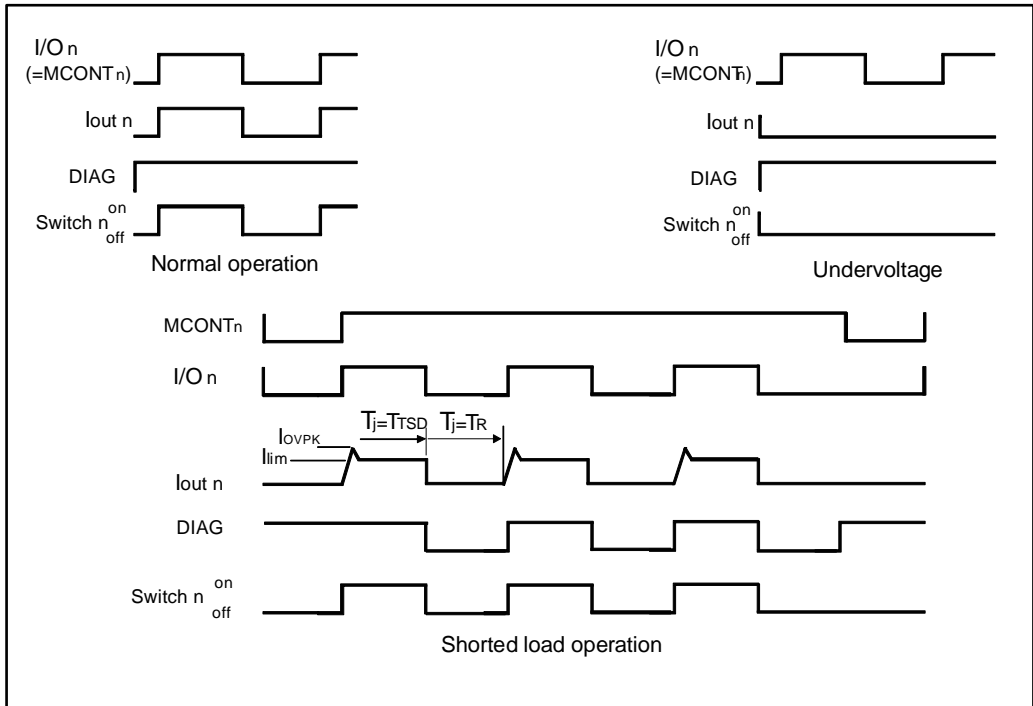 I/O n
(=MCONT n)
Iout n
DIAG
Switch n on
off
Normal operation
I/O n
(=MCONT n)
Iout n
DIAG
Switch n on
off
Undervoltage
MCONTn
I/O n
Tj=TTSD Tj=TR
IOVPK
Ilim
Iout n
DIAG
Switch n on
off
Shorted load operation